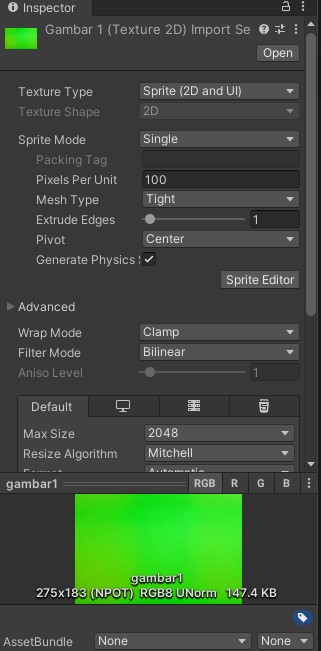 Inspector
Gambar 1 (Texture 2D) Import Se
Open
Texture Type Sprite (2D and UI)
Texture Shape 2D
Sprite Mode Single
Packing Tag
Pixels Per Unit 100
Mesh Type Tight
Extrude Edges 1
Pivot Center
Generate Physics
Sprite Editor
Advanced
Wrap Mode Clamp
Filter Mode Bilinear
Aniso Level 1
Default
Max Size 2048
Resize Algorithm Mitchell
Format Automatic
gambar1 RGB R G B
gambar1
275x183 (NPOT) RGB8 UNorm 147.4 KB
AssetBundle None None